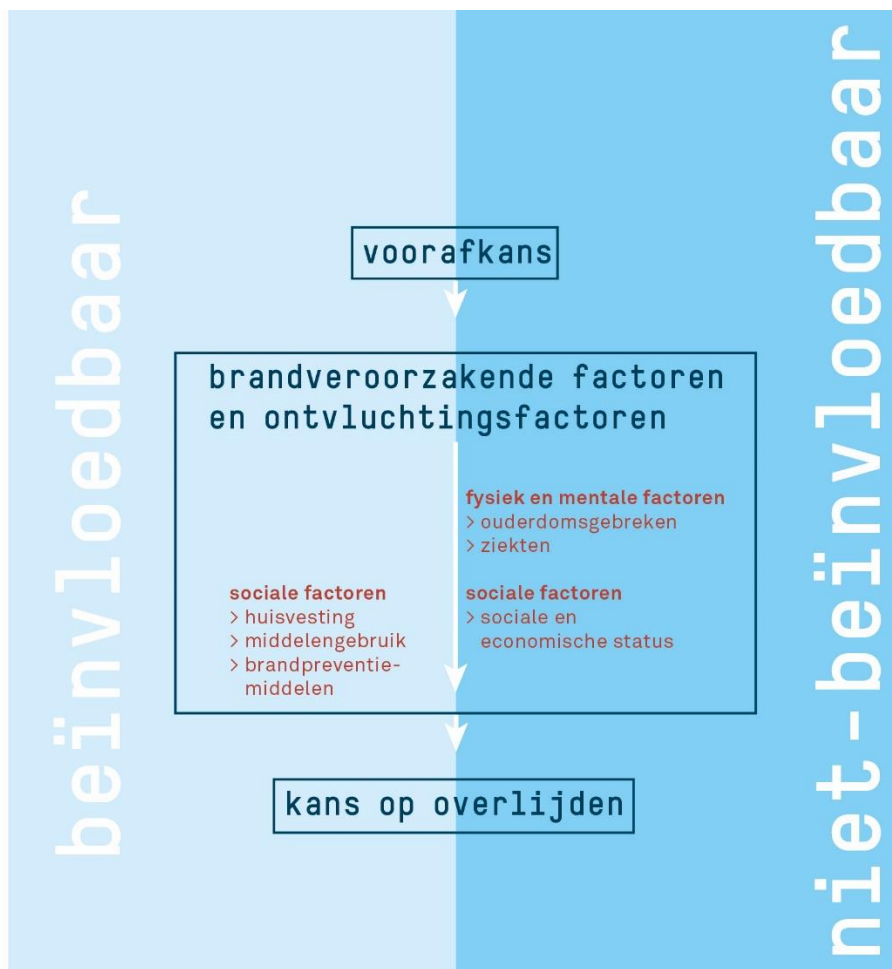 beïnvloedbaar
niet-beïnvloedbaar
voorafkans
brandveroorzakende factoren
en ontvluchtingsfactoren
fysiek en mentale factoren
> ouderdomsgebreken
> ziekten
sociale factoren
> huisvesting
> middelengebruik
> brandpreventie-
middelen
sociale factoren
> sociale en
economische status
kans op overlijden